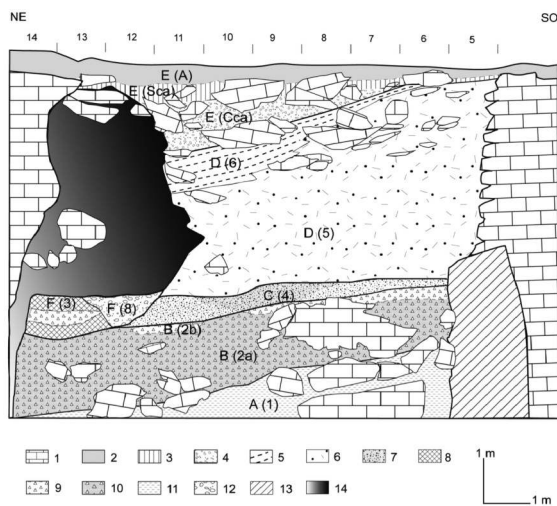 NE SO
14 13 12 11 10 9 8 7 6 5
E (A)
E (Sca)
E (Cca)
D (6)
D (5)
F (3) F (8) C (4)
B (2b)
B (2a)
A (1)
1 2 3 4 5 6 7 8
9 10 11 12 13 14
1 m
1 m